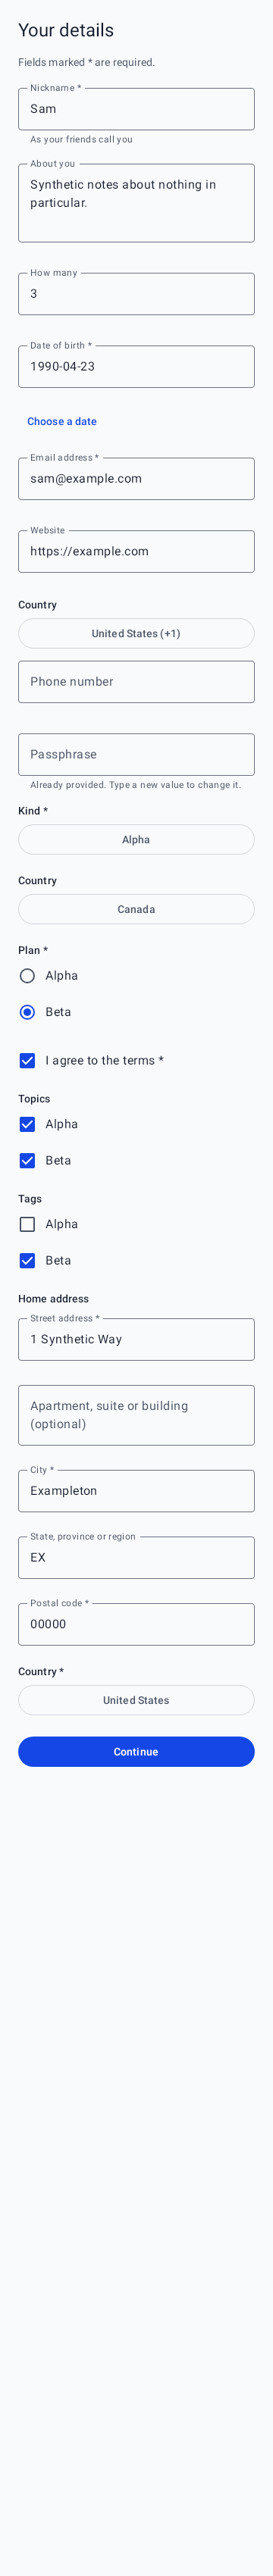 Your details
Fields marked * are required.
Nickname *
Sam
As your friends call you
About you
Synthetic notes about nothing in
particular.
How many
3
Date of birth *
1990-04-23
Choose a date
Email address *
sam@example.com
Website
https://example.com
Country
United States (+1)
Phone number
Passphrase
Already provided. Type a new value to change it.
Kind *
Alpha
Country
Canada
Plan *
Alpha
Beta
I agree to the terms *
Topics
Alpha
Beta
Tags
Alpha
Beta
Home address
Street address *
1 Synthetic Way
Apartment, suite or building
(optional)
City *
Exampleton
State, province or region
EX
Postal code *
00000
Country *
United States
Continue